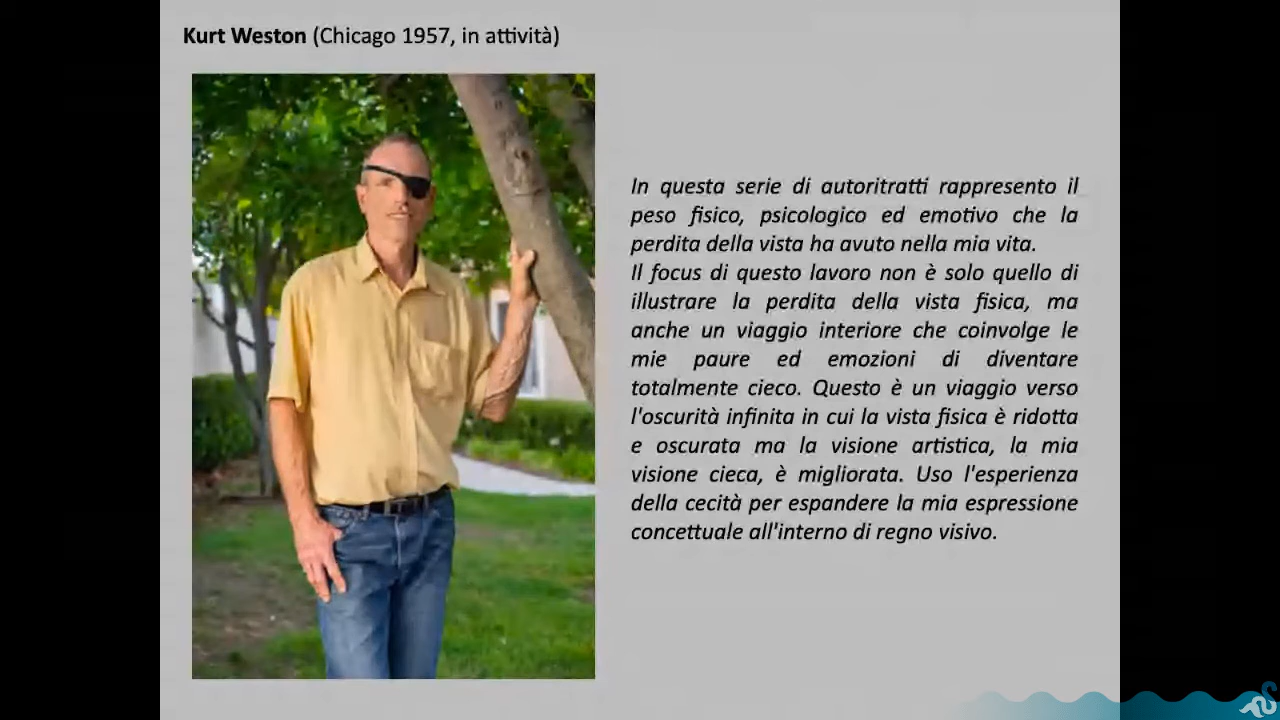 Kurt Weston (Chicago 1957, in attività)
In questa serie di autoritratti rappresento il
peso fisico, psicologico ed emotivo che la
perdita della vista ha avuto nella mia vita.
Il focus di questo lavoro non è solo quello di
illustrare la perdita della vista fisica, ma
anche un viaggio interiore che coinvolge le
mie paure ed emozioni di diventare
totalmente cieco. Questo è un viaggio verso
l'oscurità infinita in cui la vista fisica è ridotta
e oscurata ma la visione artistica, la mia
visione cieca, è migliorata. Uso l'esperienza
della cecità per espandere la mia espressione
concettuale all'interno di regno visivo.